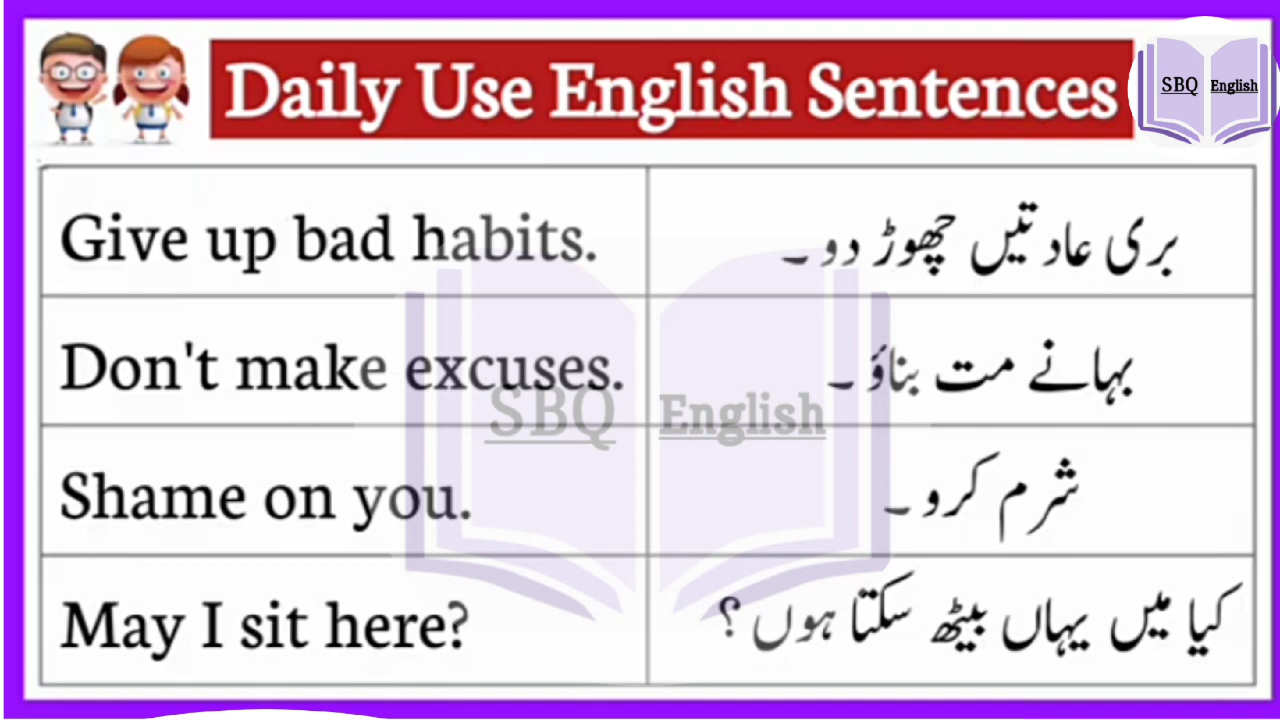 Daily Use English Sentences
SBQ English
Give up bad habits.
بری عادتیں چھوڑ دو ۔
Don't make excuses.
بہانے مت بناؤ ۔
SBQ English
Shame on you.
شرم کرو ۔
May I sit here?
کیا میں یہاں بیٹھ سکتا ہوں ؟